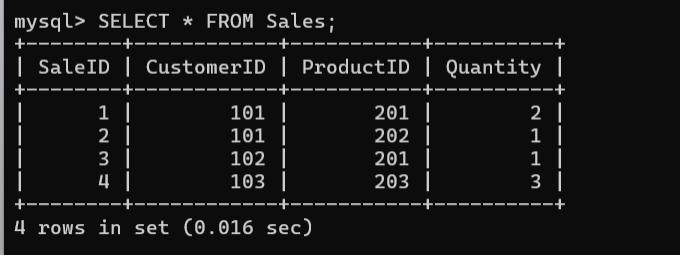 mysql> SELECT * FROM Sales;
+--------+------------+-----------+----------+
| SaleID | CustomerID | ProductID | Quantity |
+--------+------------+-----------+----------+
|      1 |        101 |       201 |        2 |
|      2 |        101 |       202 |        1 |
|      3 |        102 |       201 |        1 |
|      4 |        103 |       203 |        3 |
+--------+------------+-----------+----------+
4 rows in set (0.016 sec)